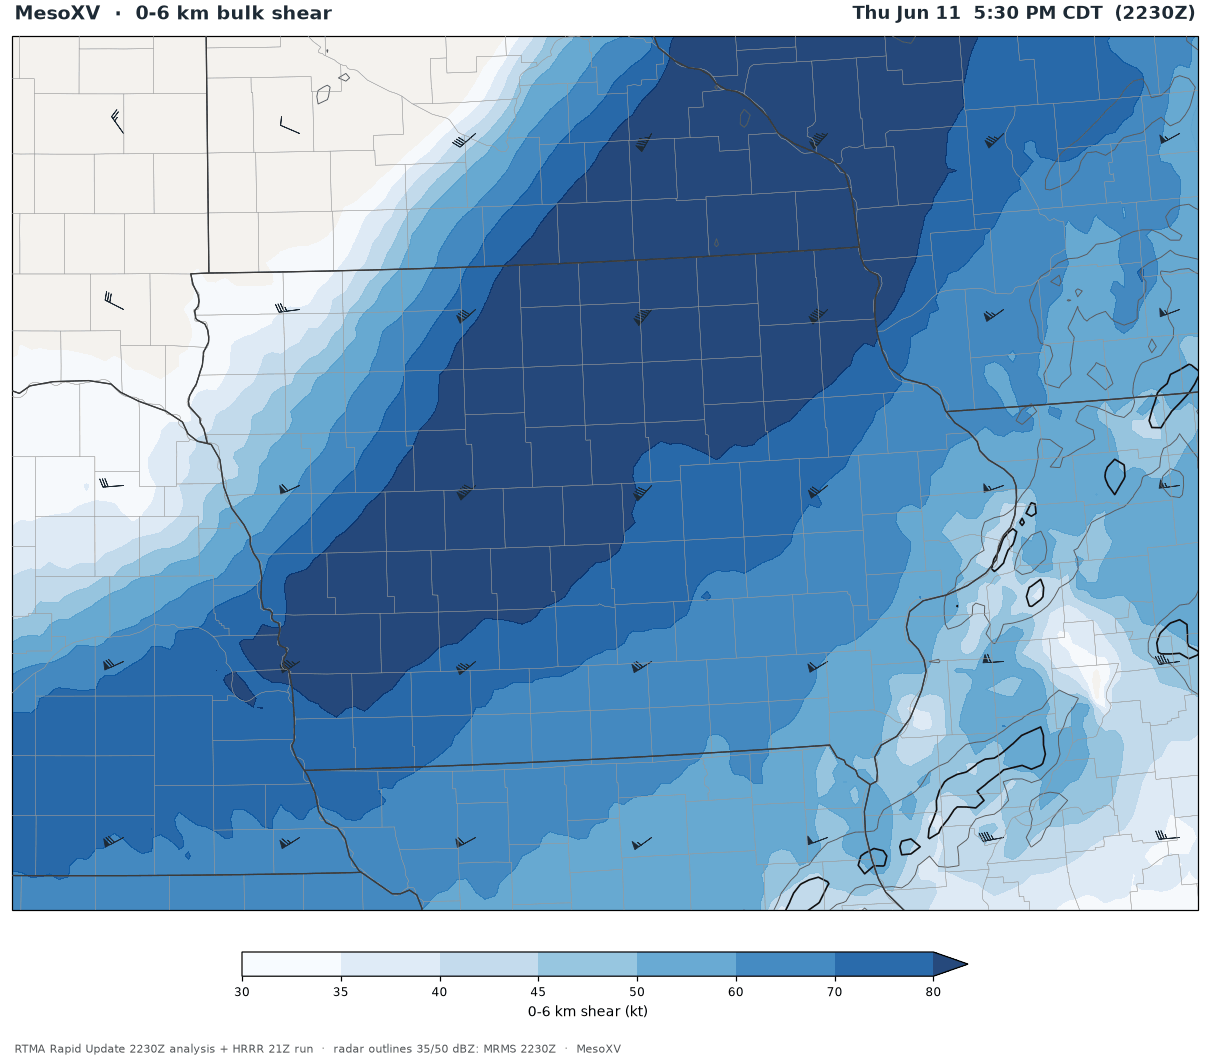 MesoXV · 0-6 km bulk shear
Thu Jun 11 5:30 PM CDT (2230Z)
30 35 40 45 50 60 70 80
0-6 km shear (kt)
RTMA Rapid Update 2230Z analysis + HRRR 21Z run · radar outlines 35/50 dBZ: MRMS 2230Z · MesoXV